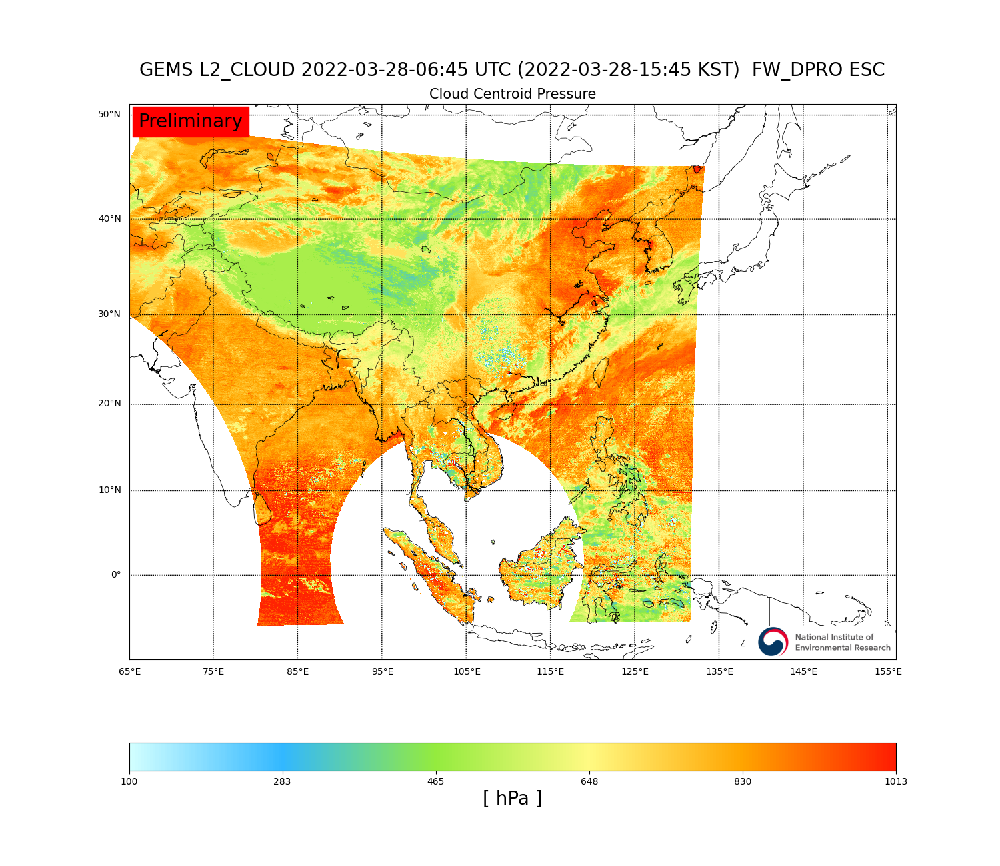 GEMS L2_CLOUD 2022-03-28-06:45 UTC (2022-03-28-15:45 KST)  FW_DPRO ESC
Cloud Centroid Pressure
Preliminary
50°N
40°N
30°N
20°N
10°N
0°
National Institute of
Environmental Research
65°E 75°E 85°E 95°E 105°E 115°E 125°E 135°E 145°E 155°E
100 283 465 648 830 1013
[ hPa ]